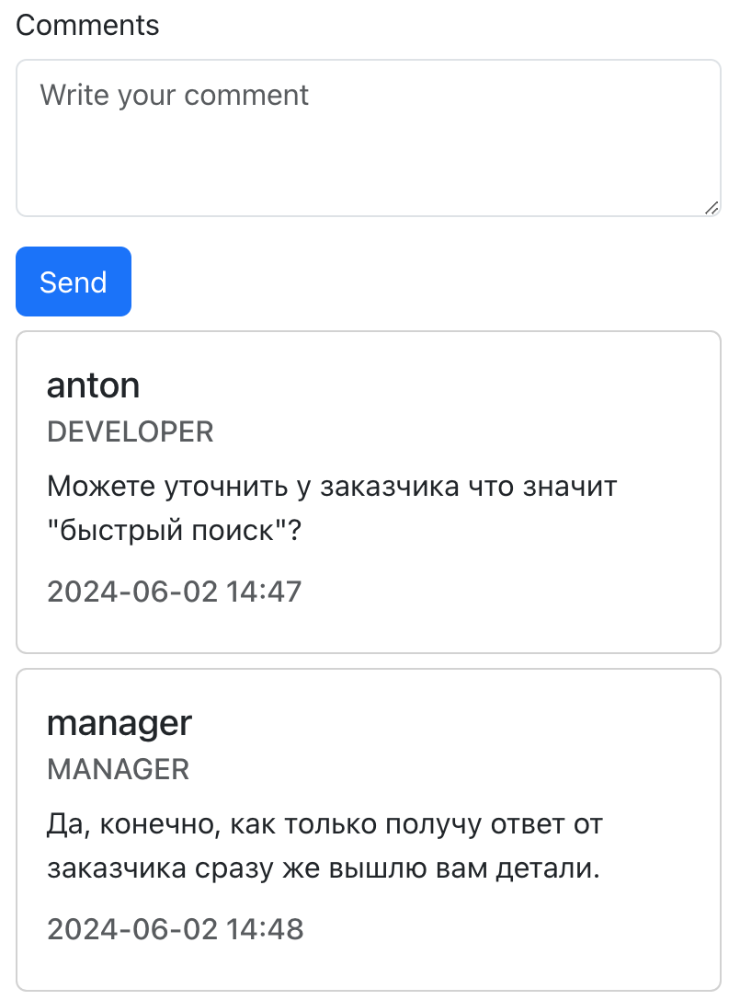 Comments
Write your comment
Send
anton
DEVELOPER
Можете уточнить у заказчика что значит
"быстрый поиск"?
2024-06-02 14:47
manager
MANAGER
Да, конечно, как только получу ответ от
заказчика сразу же вышлю вам детали.
2024-06-02 14:48